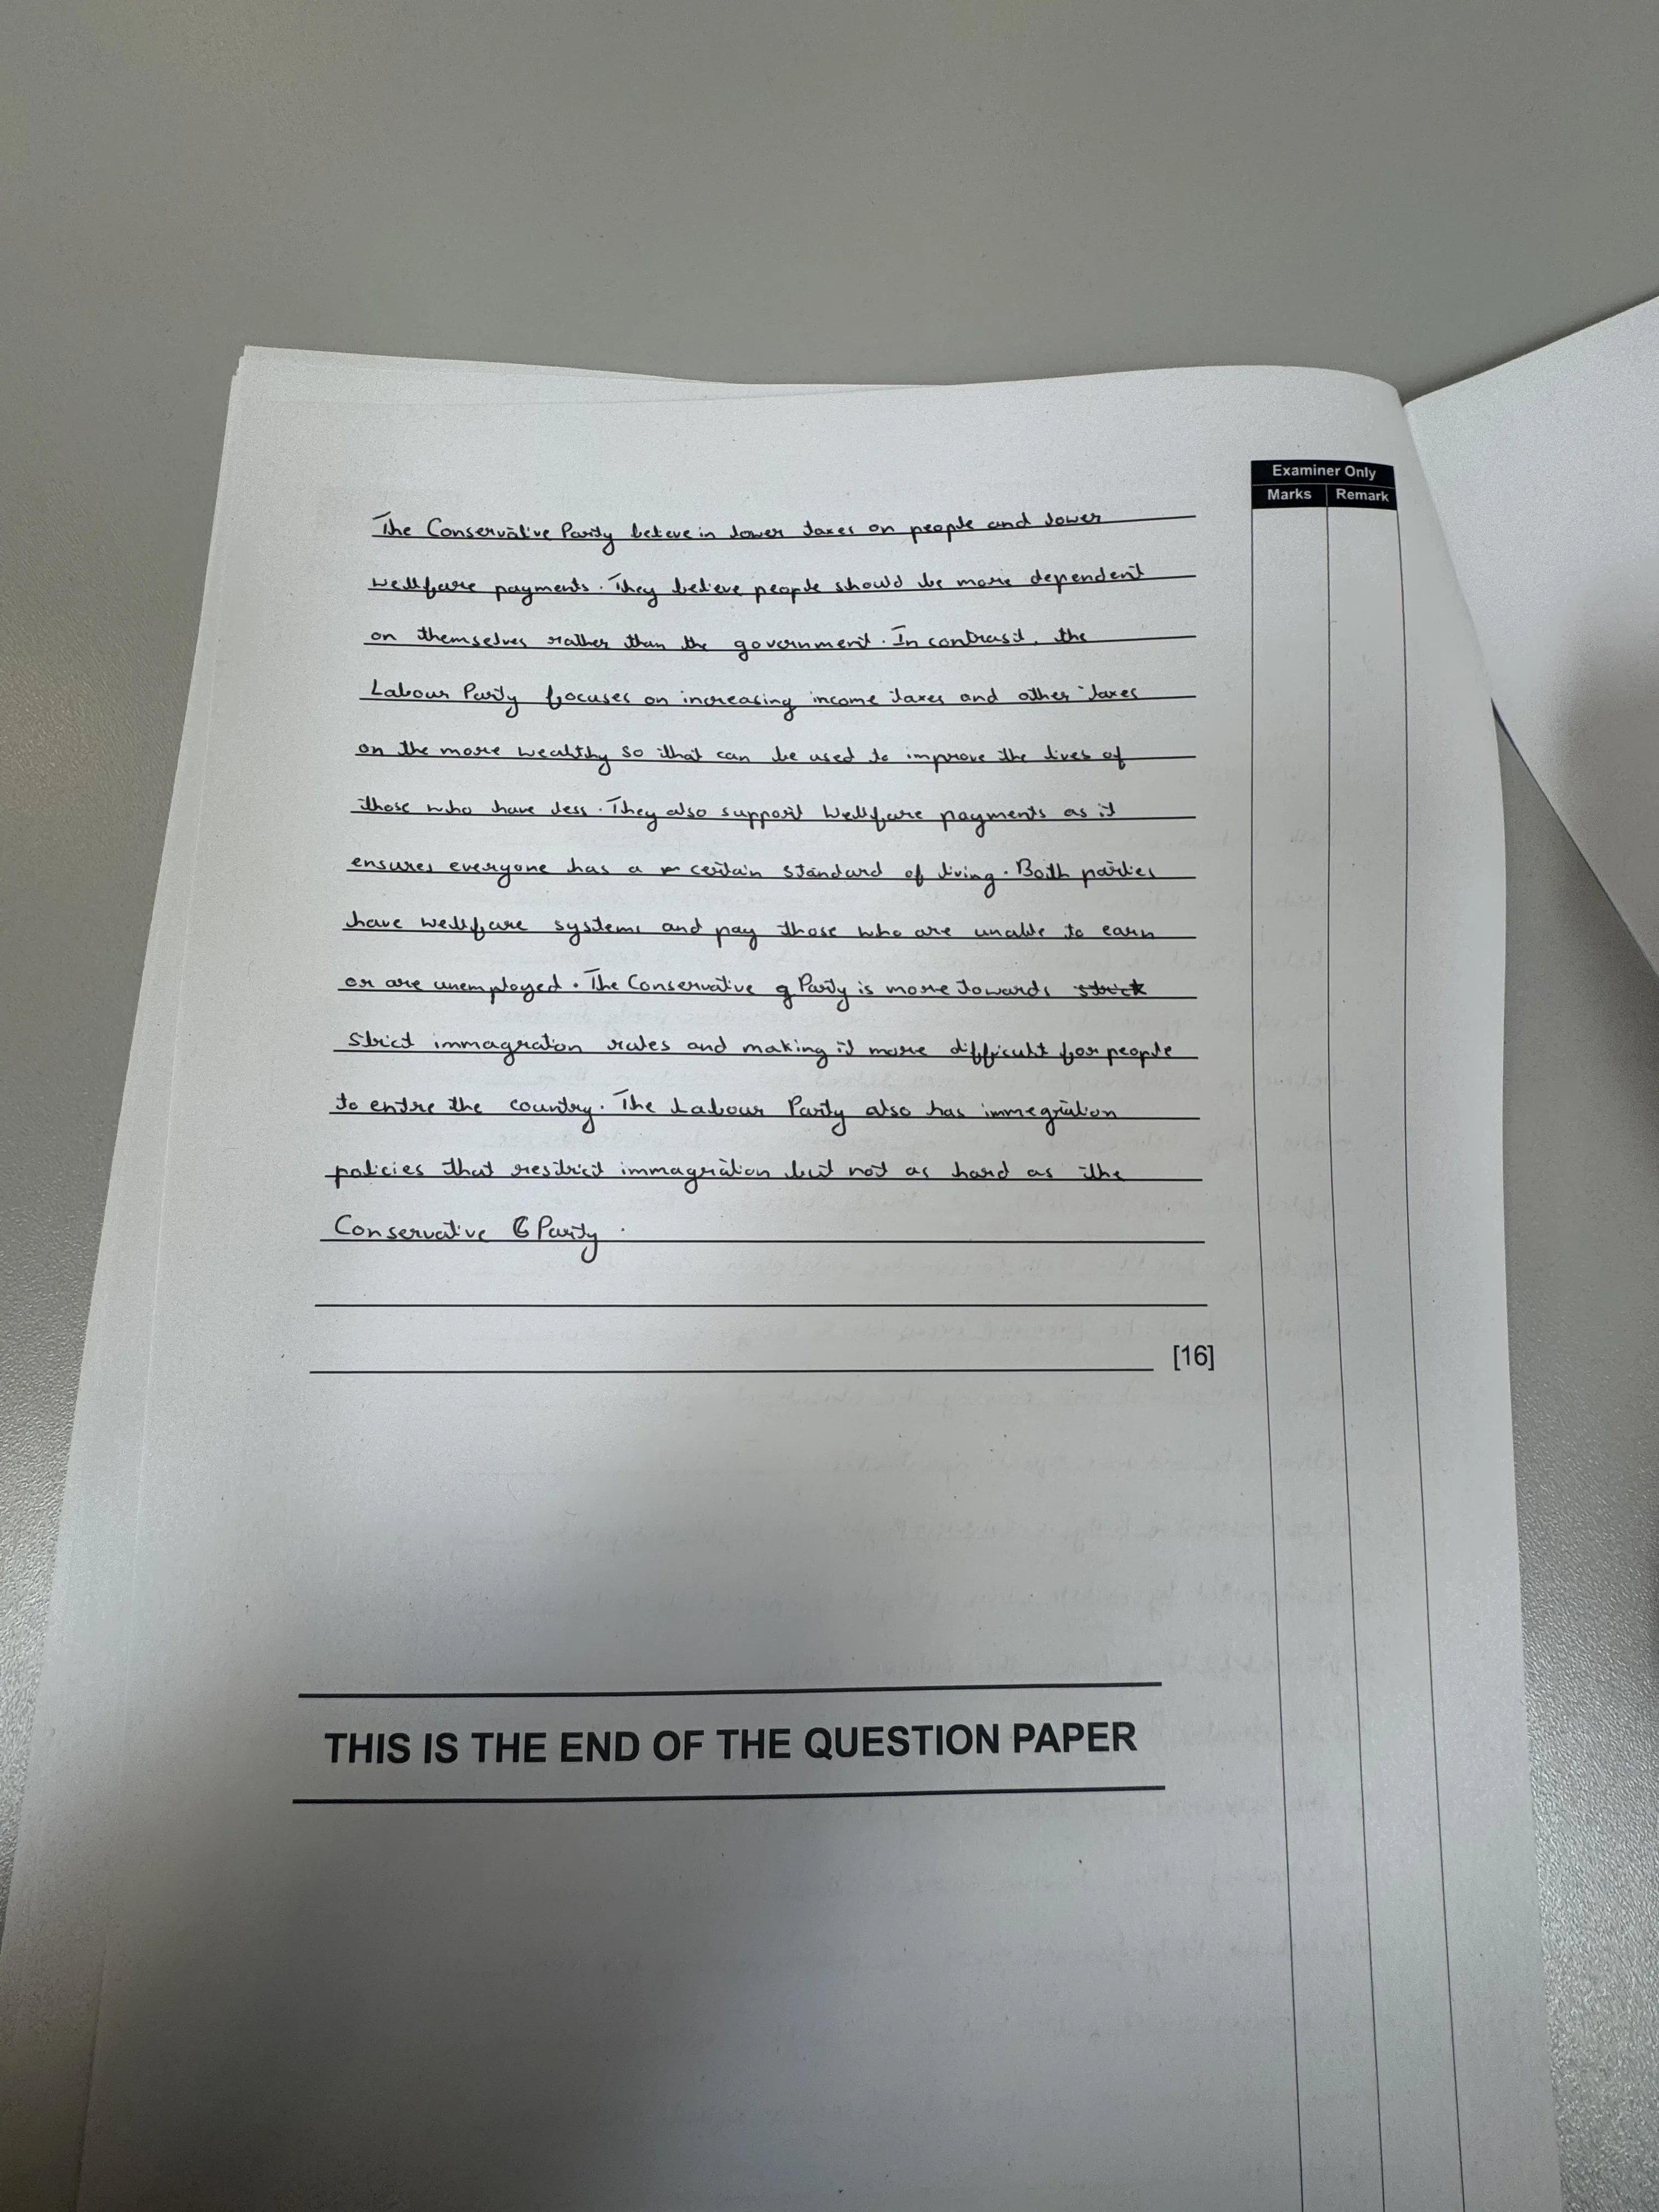 Examiner Only
Marks Remark
The Conservative Party beteve in lower taxes on people and lower
wellfare payments. They believe people should be more dependent
on themselves rather than the government. In contrast, the
Labour Party focuses on increasing income taxes and other taxes
on the more wealthy so that can be used to improve the lives of
those who have less. They also support Wellfare payments as it
ensures everyone has a certain standard of living. Both parties
have wellfare systems and pay those who are unable to earn
or are unemployed. The Conservative Party is more towards
strict immagraton rules and making it more difficult for people
to entre the country. The Labour Party also has immegration
policies that restrict immagration but not as hard as the
Conservative Party.
[16]
THIS IS THE END OF THE QUESTION PAPER